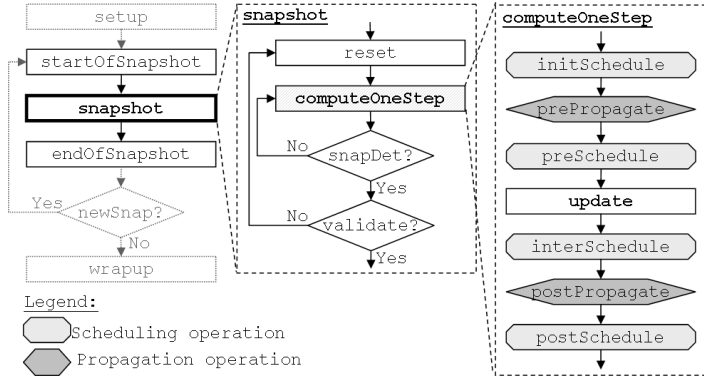 setup
startOfSnapshot
snapshot
endOfSnapshot
Yes
newSnap?
No
wrapup
Legend:
Scheduling operation
Propagation operation
snapshot
reset
computeOneStep
No
snapDet?
Yes
No
validate?
Yes
computeOneStep
initSchedule
prePropagate
preSchedule
update
interSchedule
postPropagate
postSchedule